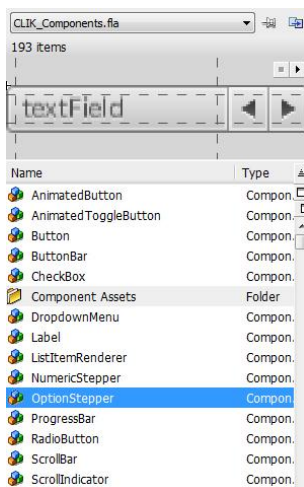 CLIK_Components.fla
193 items
textField
Name Type
AnimatedButton Compon.
AnimatedToggleButton Compon.
Button Compon.
ButtonBar Compon.
CheckBox Compon.
Component Assets Folder
DropdownMenu Compon.
Label Compon.
ListItemRenderer Compon.
NumericStepper Compon.
OptionStepper Compon.
ProgressBar Compon.
RadioButton Compon.
ScrollBar Compon.
ScrollIndicator Compon.